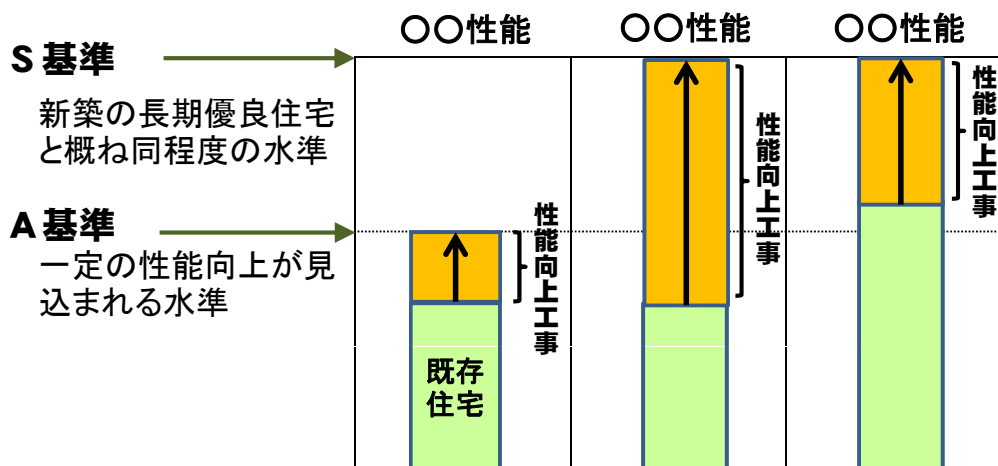 〇〇性能
〇〇性能
〇〇性能
S基準
新築の長期優良住宅
と概ね同程度の水準
A基準
一定の性能向上が見
込まれる水準
性能向上工事
性能向上工事
性能向上工事
既存
住宅